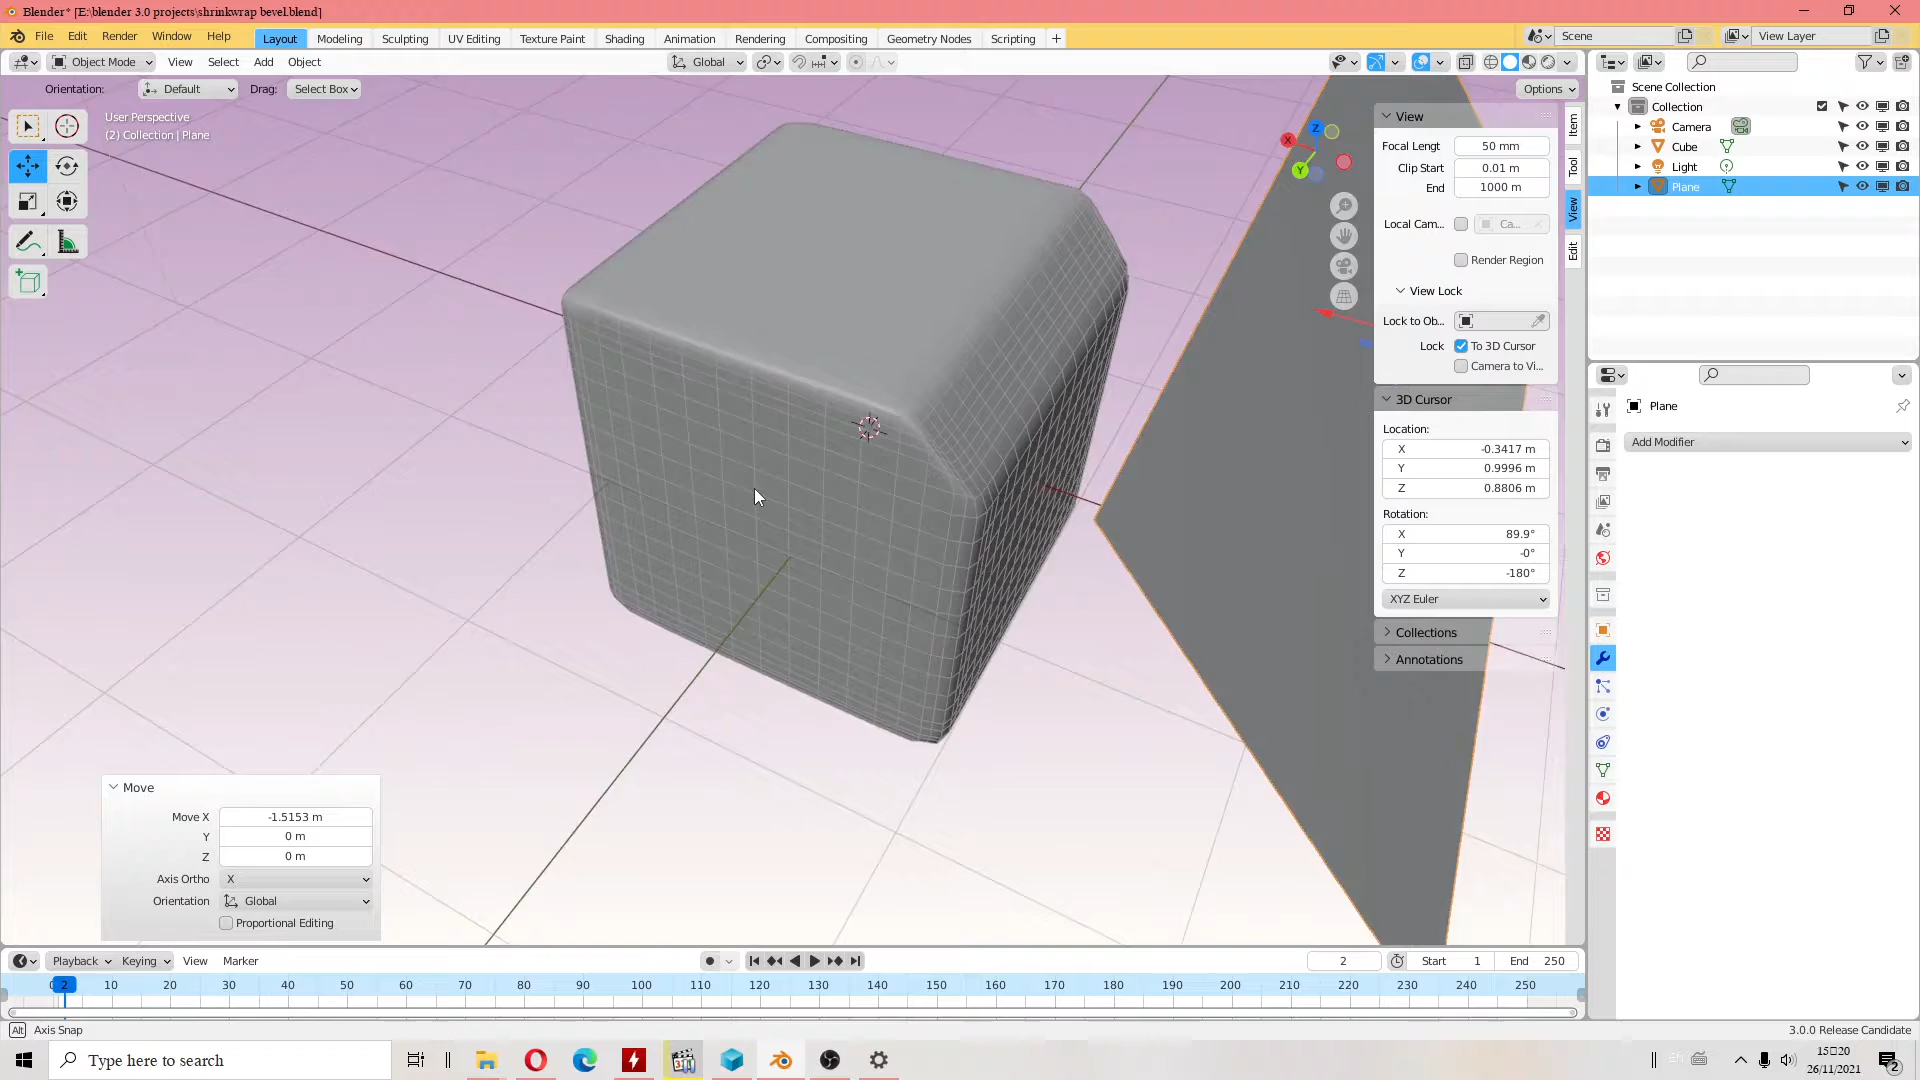 Blender* [E:\blender 3.0 projects\shrinkwrap bevel.blend]
File Edit Render Window Help Layout Modeling Sculpting UV Editing Texture Paint Shading Animation Rendering Compositing Geometry Nodes Scripting + Scene View Layer
Object Mode View Select Add Object Global
Orientation: Default Drag: Select Box Options
User Perspective
(2) Collection | Plane
X Y Z
View
Focal Lengt 50 mm
Clip Start 0.01 m
End 1000 m
Local Cam... Ca...
Render Region
View Lock
Lock to Ob...
Lock To 3D Cursor
Camera to Vi...
3D Cursor
Location:
X -0.3417 m
Y 0.9996 m
Z 0.8806 m
Rotation:
X 89.9°
Y -0°
Z -180°
XYZ Euler
Collections
Annotations
Item
Tool
View
Edit
Scene Collection
Collection
Camera
Cube
Light
Plane
Plane
Add Modifier
Move
Move X -1.5153 m
Y 0 m
Z 0 m
Axis Ortho X
Orientation Global
Proportional Editing
Playback Keying View Marker 2 Start 1 End 250
0 2 10 20 30 40 50 60 70 80 90 100 110 120 130 140 150 160 170 180 190 200 210 220 230 240 250
Alt Axis Snap 3.0.0 Release Candidate
Type here to search
15:20
26/11/2021
2